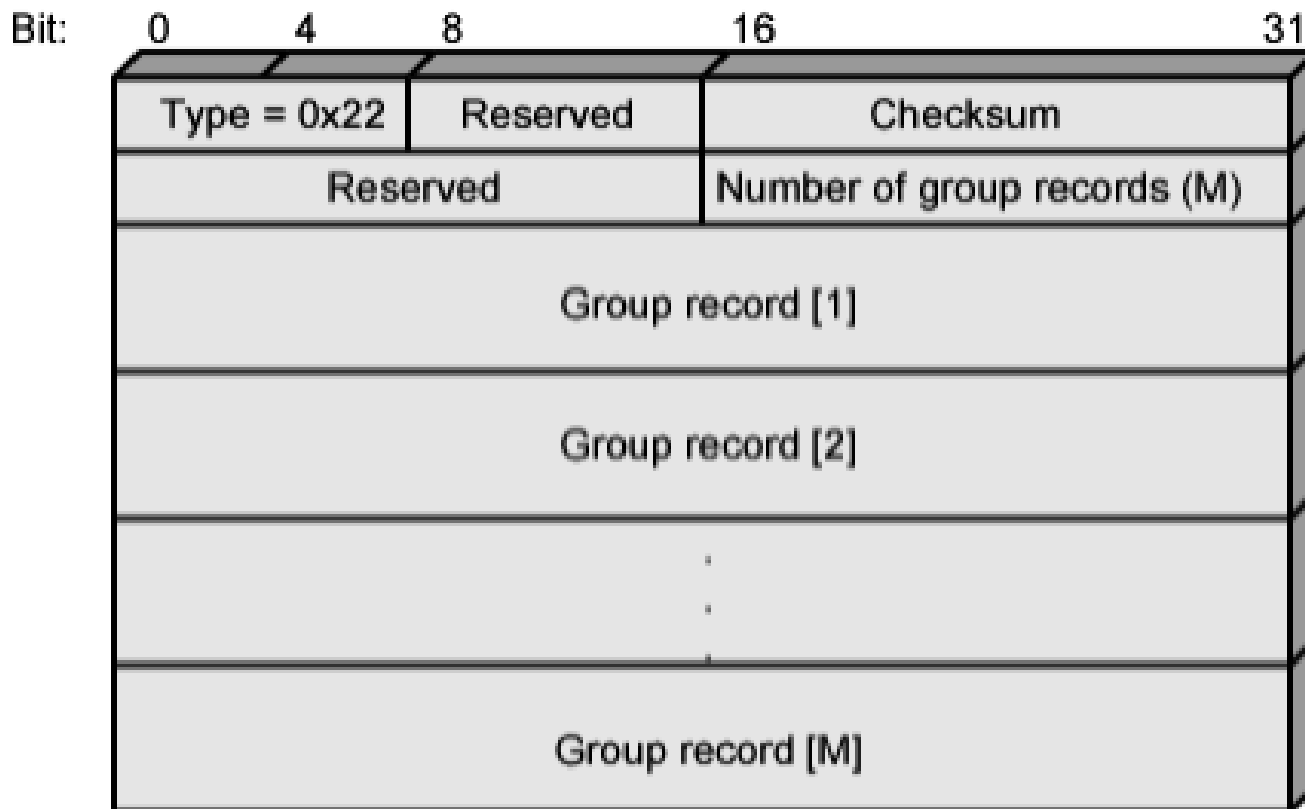 Bit: 0 4 8 16 31
Type = 0x22 Reserved Checksum
Reserved Number of group records (M)
Group record [1]
Group record [2]
Group record [M]